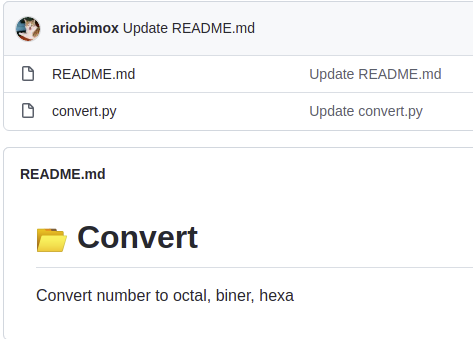 ariobimox Update README.md
README.md Update README.md
convert.py Update convert.py
README.md
Convert
Convert number to octal, biner, hexa